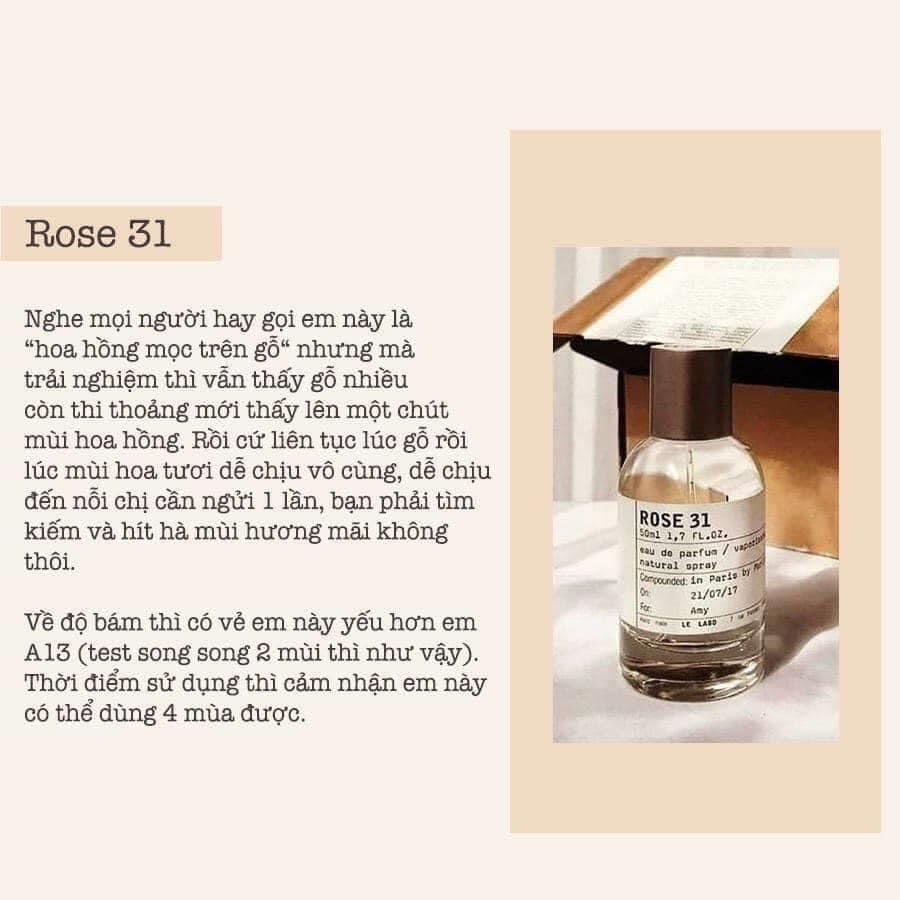 Rose 31
Nghe mọi người hay gọi em này là
“hoa hồng mọc trên gỗ“ nhưng mà
trải nghiệm thì vẫn thấy gỗ nhiều
còn thi thoảng mới thấy lên một chút
mùi hoa hồng. Rồi cứ liên tục lúc gỗ rồi
lúc mùi hoa tươi dễ chịu vô cùng, dễ chịu
đến nỗi chị cần ngửi 1 lần, bạn phải tìm
kiếm và hít hà mùi hương mãi không
thôi.
Về độ bám thì có vẻ em này yếu hơn em
A13 (test song song 2 mùi thì như vậy).
Thời điểm sử dụng thì cảm nhận em này
có thể dùng 4 mùa được.
ROSE 31
50ml 1,7 FL.OZ.
eau de parfum /
natural spray
Compounded: in Paris by
On: 21/07/17
For: Amy
LE LABO